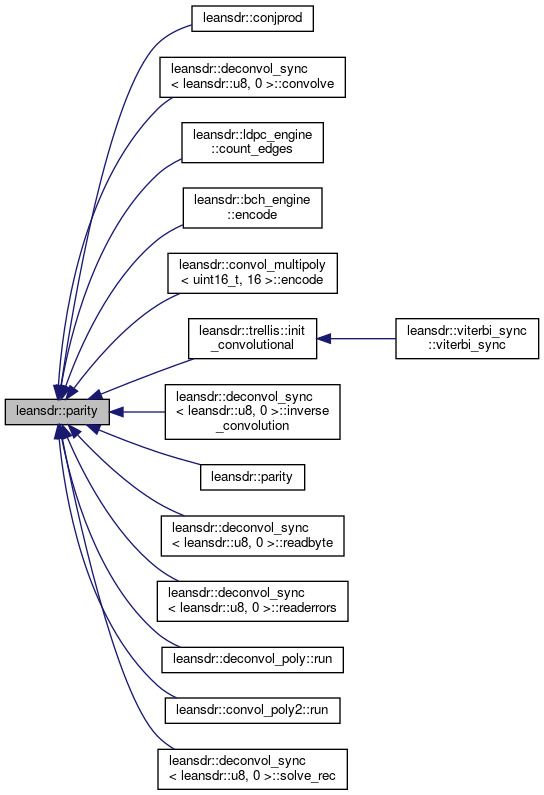 leansdr::conjprod
leansdr::deconvol_sync
< leansdr::u8, 0 >::convolve
leansdr::ldpc_engine
::count_edges
leansdr::bch_engine
::encode
leansdr::convol_multipoly
< uint16_t, 16 >::encode
leansdr::trellis::init
_convolutional
leansdr::viterbi_sync
::viterbi_sync
leansdr::parity
leansdr::deconvol_sync
< leansdr::u8, 0 >::inverse
_convolution
leansdr::parity
leansdr::deconvol_sync
< leansdr::u8, 0 >::readbyte
leansdr::deconvol_sync
< leansdr::u8, 0 >::readerrors
leansdr::deconvol_poly::run
leansdr::convol_poly2::run
leansdr::deconvol_sync
< leansdr::u8, 0 >::solve_rec